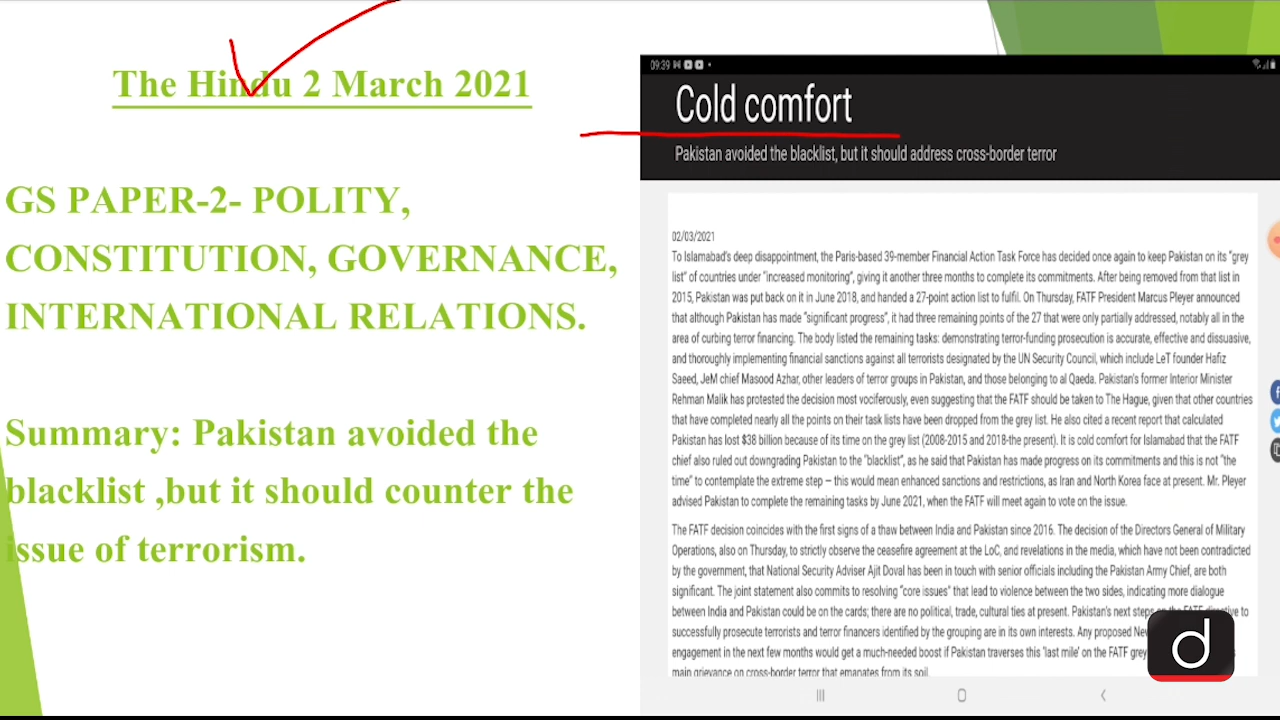 The Hindu 2 March 2021
GS PAPER-2- POLITY,
CONSTITUTION, GOVERNANCE,
INTERNATIONAL RELATIONS.
Summary: Pakistan avoided the
blacklist ,but it should counter the
issue of terrorism.
09:39
Cold comfort
Pakistan avoided the blacklist, but it should address cross-border terror
02/03/2021
To Islamabad's deep disappointment, the Paris-based 39-member Financial Action Task Force has decided once again to keep Pakistan on its “grey
list” of countries under “increased monitoring”, giving it another three months to complete its commitments. After being removed from that list in
2015, Pakistan was put back on it in June 2018, and handed a 27-point action list to fulfil. On Thursday, FATF President Marcus Pleyer announced
that although Pakistan has made “significant progress”, it had three remaining points of the 27 that were only partially addressed, notably all in the
area of curbing terror financing. The body listed the remaining tasks: demonstrating terror-funding prosecution is accurate, effective and dissuasive,
and thoroughly implementing financial sanctions against all terrorists designated by the UN Security Council, which include LeT founder Hafiz
Saeed, JeM chief Masood Azhar, other leaders of terror groups in Pakistan, and those belonging to al Qaeda. Pakistan's former Interior Minister
Rehman Malik has protested the decision most vociferously, even suggesting that the FATF should be taken to The Hague, given that other countries
that have completed nearly all the points on their task lists have been dropped from the grey list. He also cited a recent report that calculated
Pakistan has lost $38 billion because of its time on the grey list (2008-2015 and 2018-the present). It is cold comfort for Islamabad that the FATF
chief also ruled out downgrading Pakistan to the “blacklist”, as he said that Pakistan has made progress on its commitments and this is not “the
time” to contemplate the extreme step — this would mean enhanced sanctions and restrictions, as Iran and North Korea face at present. Mr. Pleyer
advised Pakistan to complete the remaining tasks by June 2021, when the FATF will meet again to vote on the issue.
The FATF decision coincides with the first signs of a thaw between India and Pakistan since 2016. The decision of the Directors General of Military
Operations, also on Thursday, to strictly observe the ceasefire agreement at the LoC, and revelations in the media, which have not been contradicted
by the government, that National Security Adviser Ajit Doval has been in touch with senior officials including the Pakistan Army Chief, are both
significant. The joint statement also commits to resolving “core issues” that lead to violence between the two sides, indicating more dialogue
between India and Pakistan could be on the cards; there are no political, trade, cultural ties at present. Pakistan's next steps on the FATF directive to
successfully prosecute terrorists and terror financiers identified by the grouping are in its own interests. Any proposed New
engagement in the next few months would get a much-needed boost if Pakistan traverses this 'last mile' on the FATF grey
main grievance on cross-border terror that emanates from its soil.
d